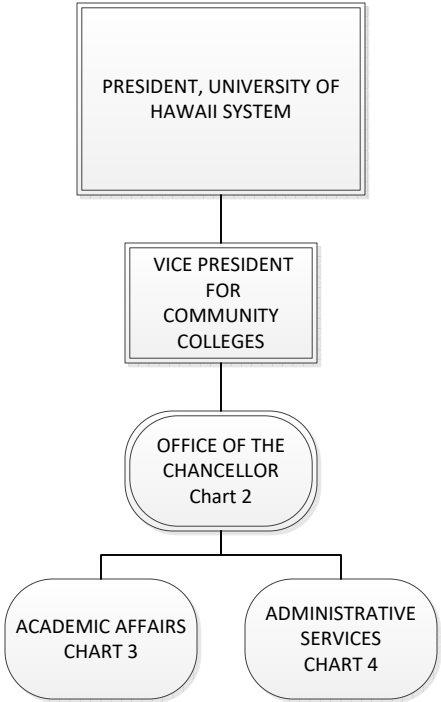 PRESIDENT, UNIVERSITY OF
HAWAII SYSTEM
VICE PRESIDENT
FOR
COMMUNITY
COLLEGES
OFFICE OF THE
CHANCELLOR
Chart 2
ACADEMIC AFFAIRS
CHART 3
ADMINISTRATIVE
SERVICES
CHART 4